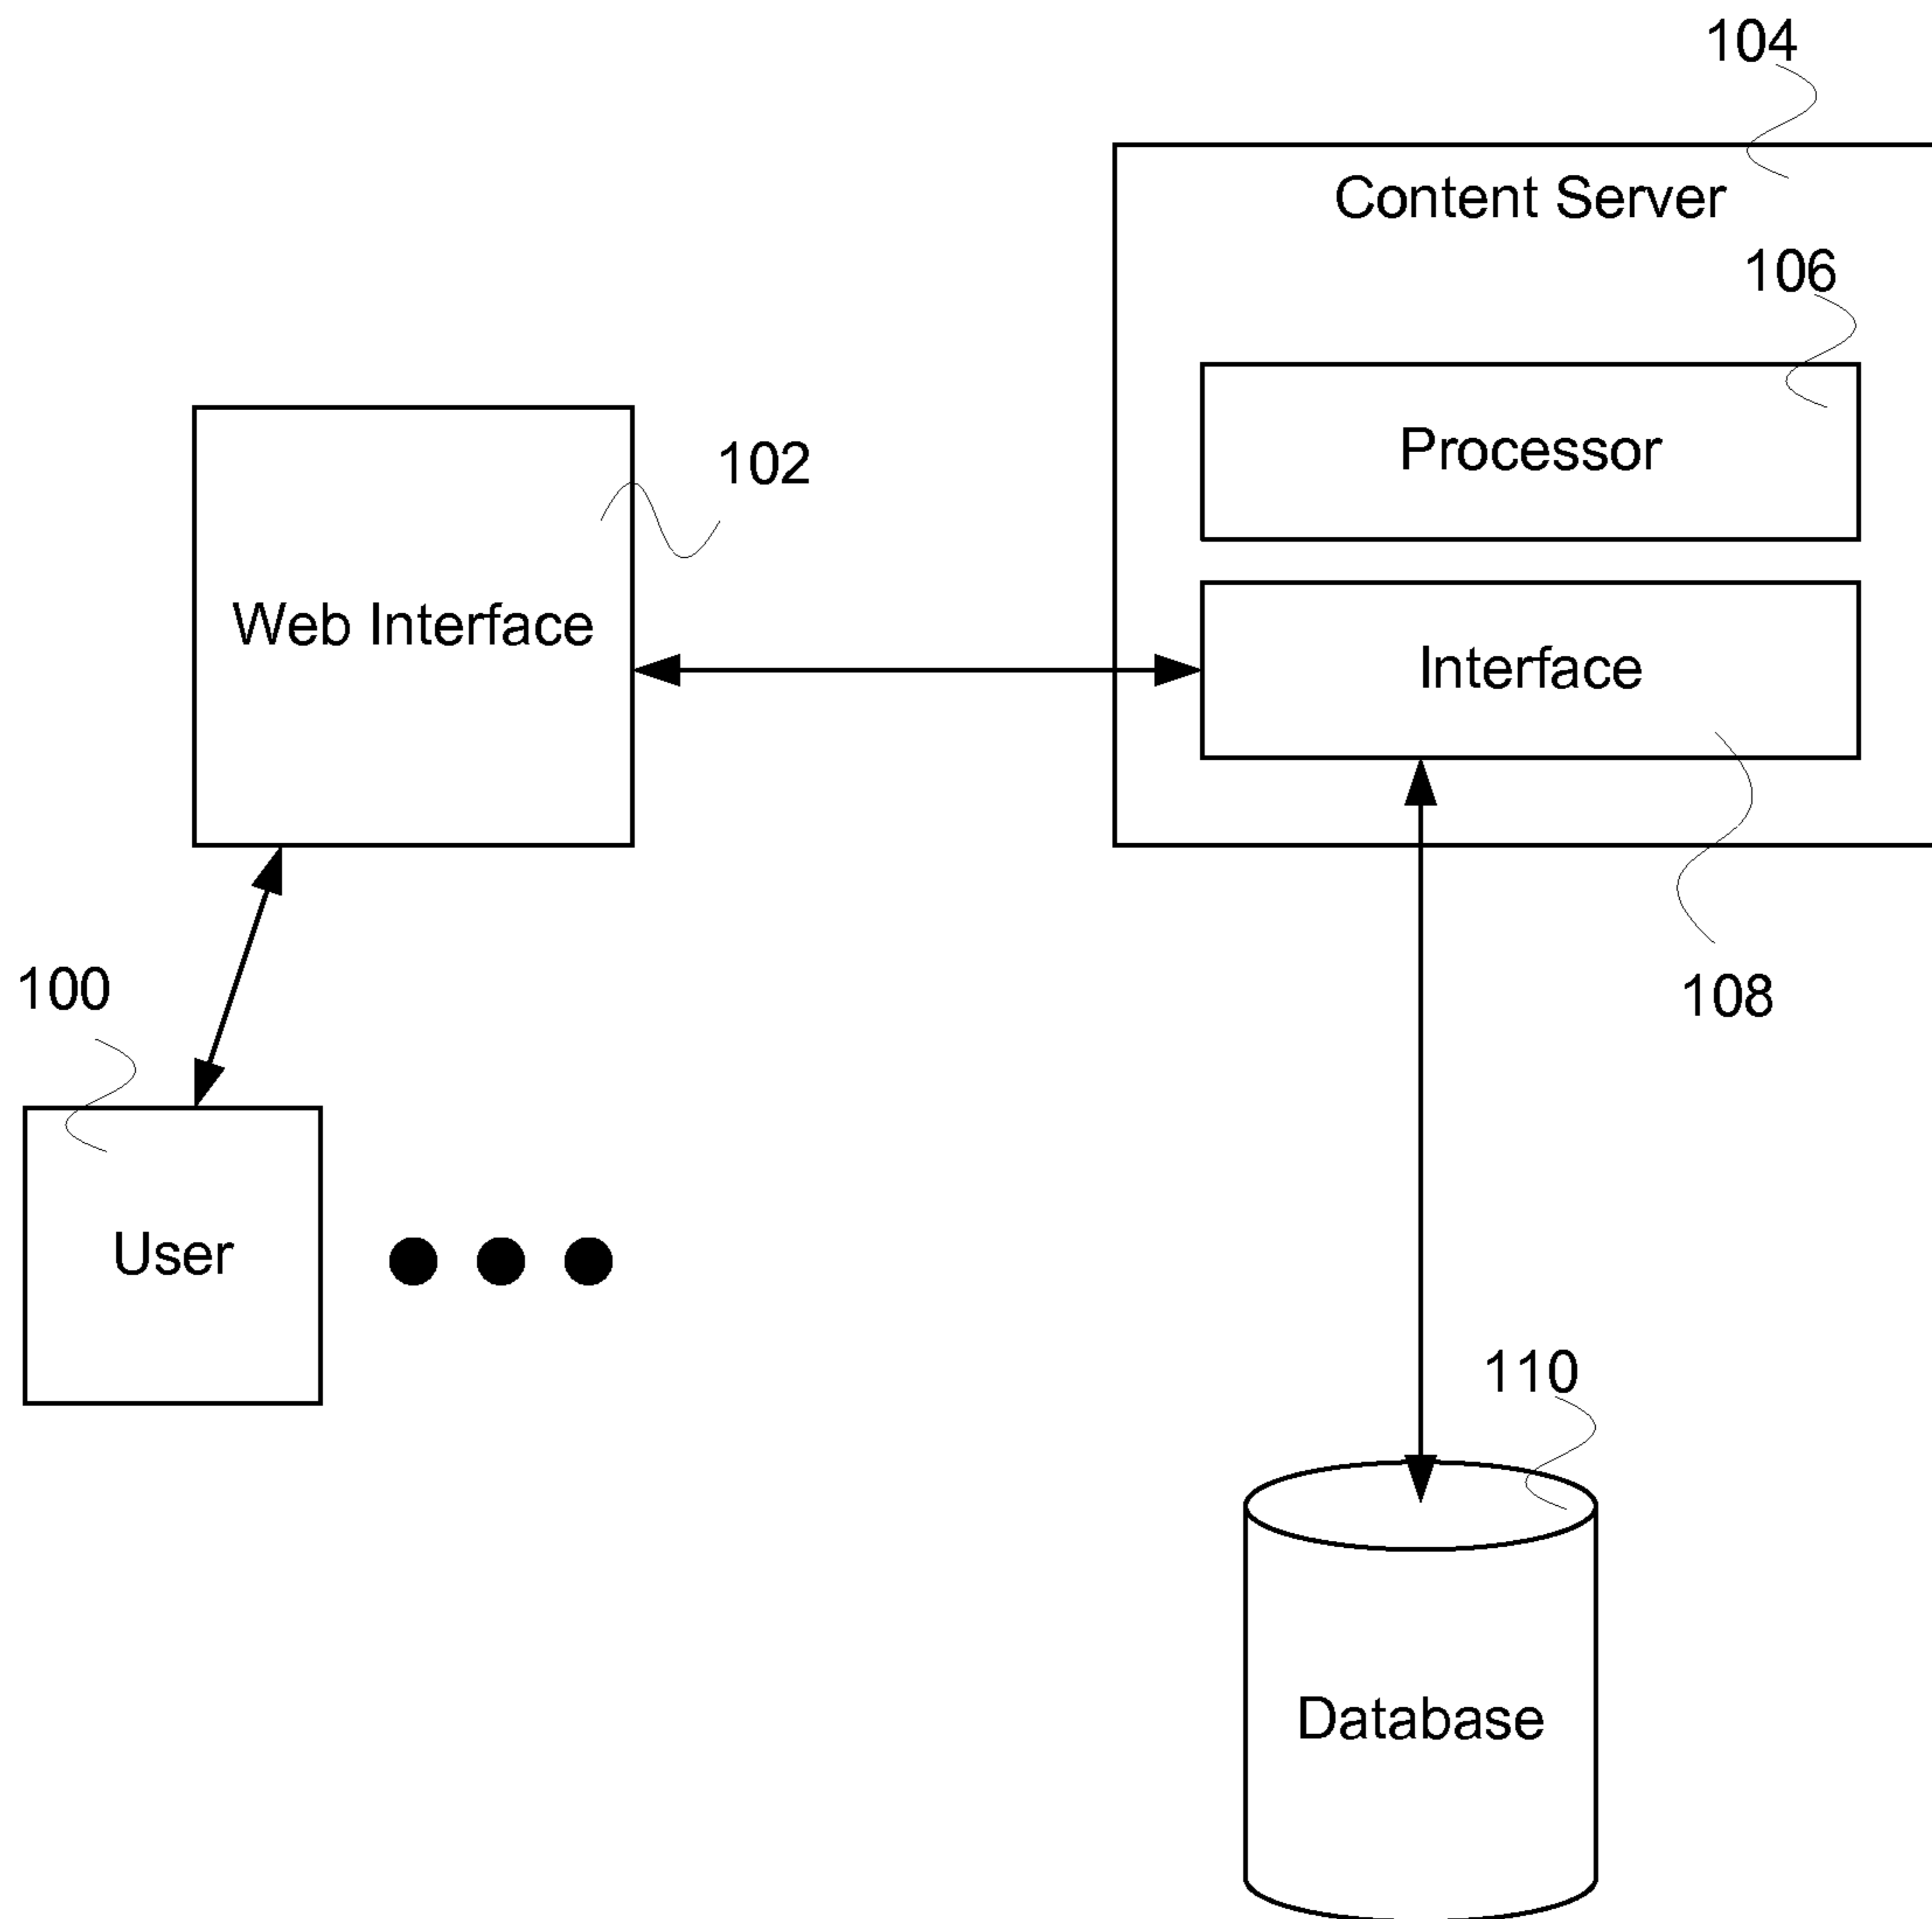 104
Content Server
106
Processor
102
Web Interface
Interface
100
108
User
110
Database